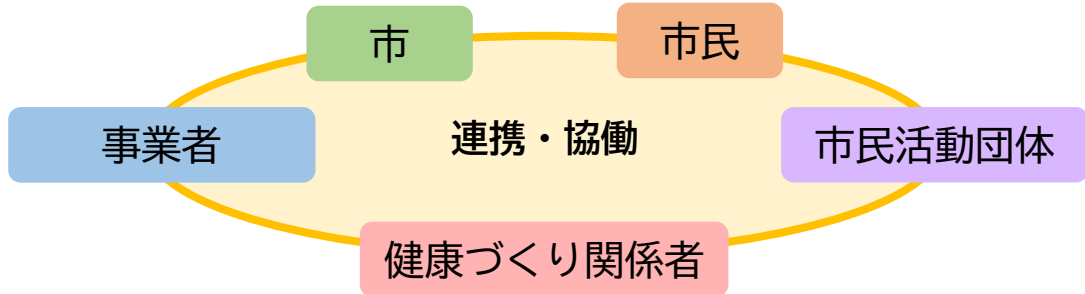 市
市民
事業者
連携・協働
市民活動団体
健康づくり関係者